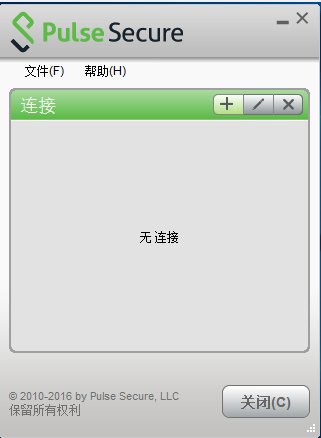 Pulse Secure
文件(F) 帮助(H)
连接
无 连接
© 2010-2016 by Pulse Secure, LLC
保留所有权利
关闭(C)